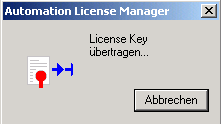 Automation License Manager
License Key
übertragen...
Abbrechen